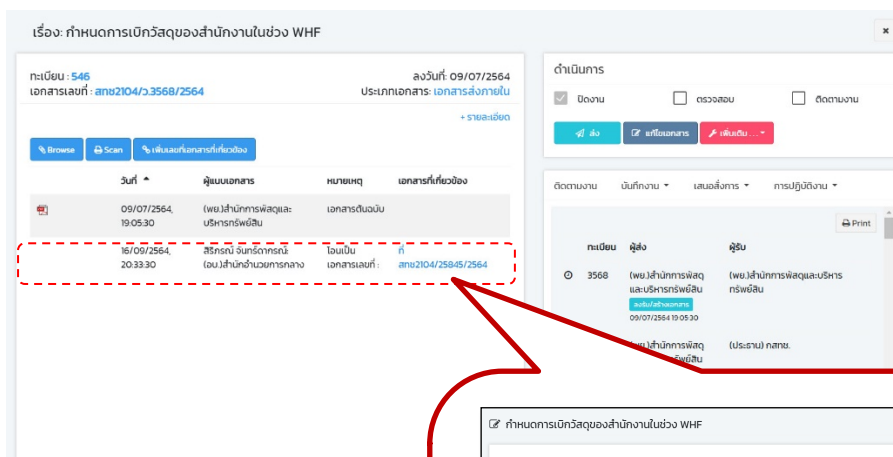 เรื่อง: กำหนดการเบิกวัสดุของสำนักงานในช่วง WHF
ทะเบียน : 546
ลงวันที่: 09/07/2564
เอกสารเลขที่ : สทช2104/ว.3568/2564
ประเภทเอกสาร: เอกสารส่งภายใน
+ รายละเอียด
Browse
Scan
เพิ่มเลขที่เอกสารที่เกี่ยวข้อง
วันที่
ผู้แนบเอกสาร
หมายเหตุ
เอกสารที่เกี่ยวข้อง
09/07/2564,
19:05:30
(พย.)สำนักการพัสดุและ
บริหารทรัพย์สิน
เอกสารต้นฉบับ
16/09/2564,
20:33:30
สิริภรณ์ จันทร์ดาภรณ์:
(อบ.)สำนักอำนวยการกลาง
โอนเป็น
เอกสารเลขที่ :
ที่
สทช2104/25845/2564
ดำเนินการ
ปิดงาน
ตรวจสอบ
ติดตามงาน
ส่ง
แก้ไขเอกสาร
เพิ่มเติม ...
ติดตามงาน
บันทึกงาน
เสนอสั่งการ
การปฏิบัติงาน
Print
ทะเบียน
ผู้ส่ง
ผู้รับ
3568
(พย.)สำนักการพัสดุ
และบริหารทรัพย์สิน
ลงรับ/สร้างเอกสาร
09/07/2564 19:05:30
(พย.)สำนักการพัสดุและบริหาร
ทรัพย์สิน
(พย.)สำนักการพัสดุ
(ประธาน) กสทช.
กำหนดการเบิกวัสดุของสำนักงานในช่วง WHF